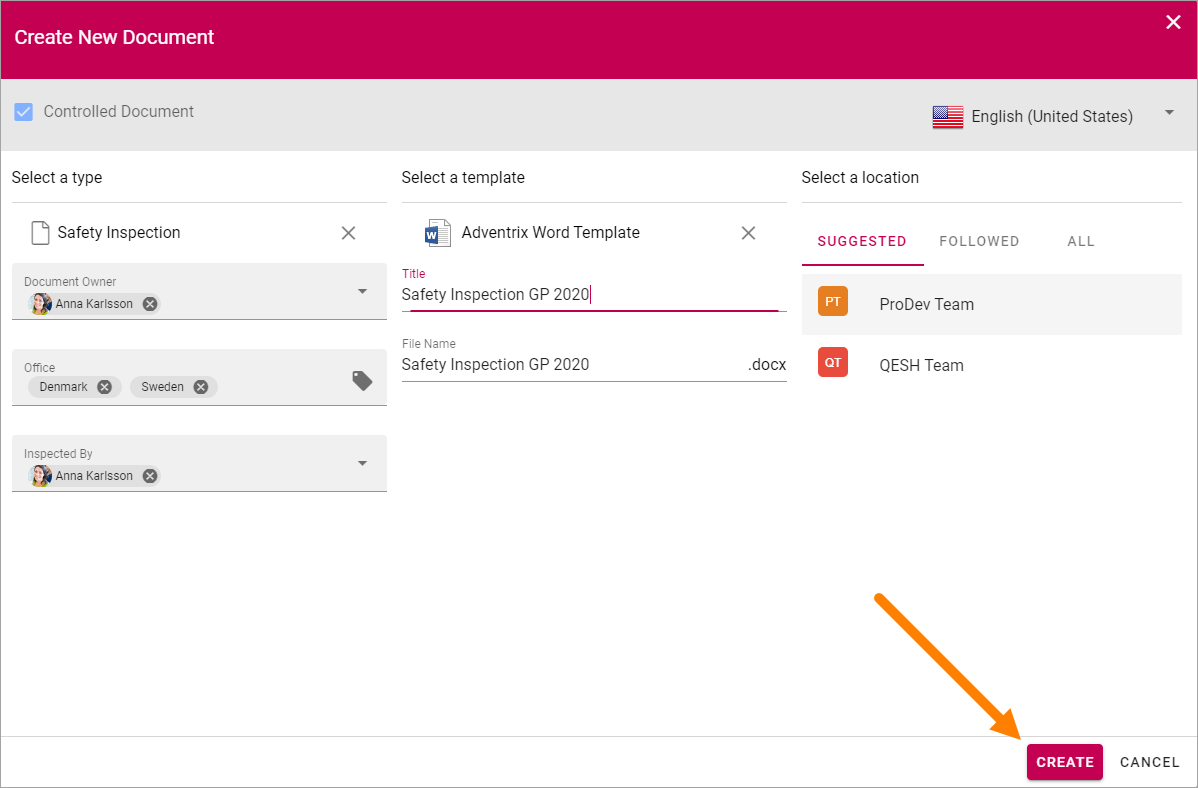 Create New Document
Controlled Document
English (United States)
Select a type
Safety Inspection
Document Owner
Anna Karlsson
Office
Denmark Sweden
Inspected By
Anna Karlsson
Select a template
W
Adventrix Word Template
Title
Safety Inspection GP 2020
File Name
Safety Inspection GP 2020 .docx
Select a location
SUGGESTED FOLLOWED ALL
PT ProDev Team
QT QESH Team
CREATE CANCEL